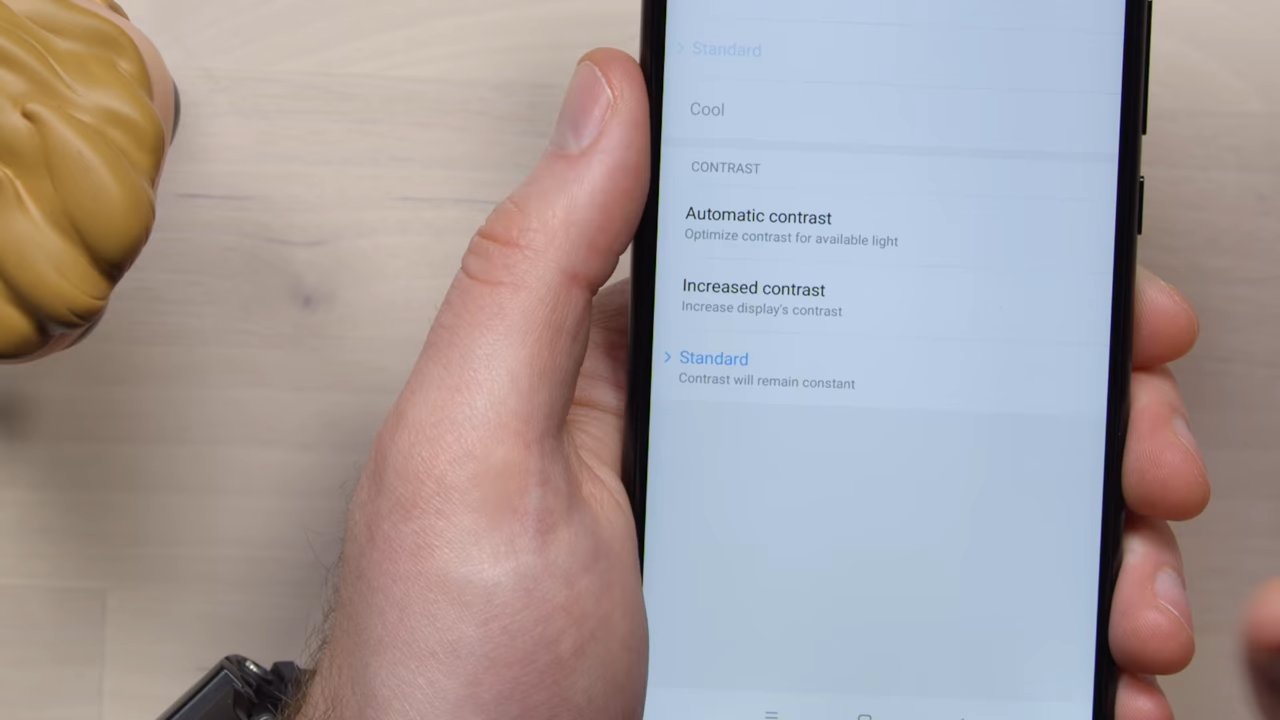 Standard
Cool
CONTRAST
Automatic contrast
Optimize contrast for available light
Increased contrast
Increase display's contrast
Standard
Contrast will remain constant